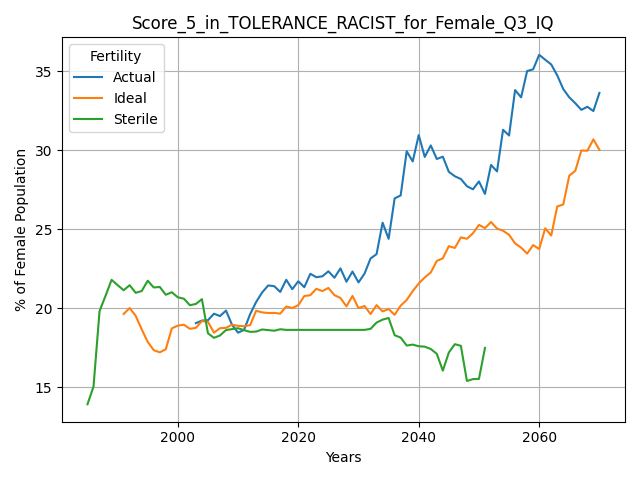 Score_5_in_TOLERANCE_RACIST_for_Female_Q3_IQ
Fertility
Actual
Ideal
Sterile
% of Female Population
35
30
25
20
15
2000 2020 2040 2060
Years